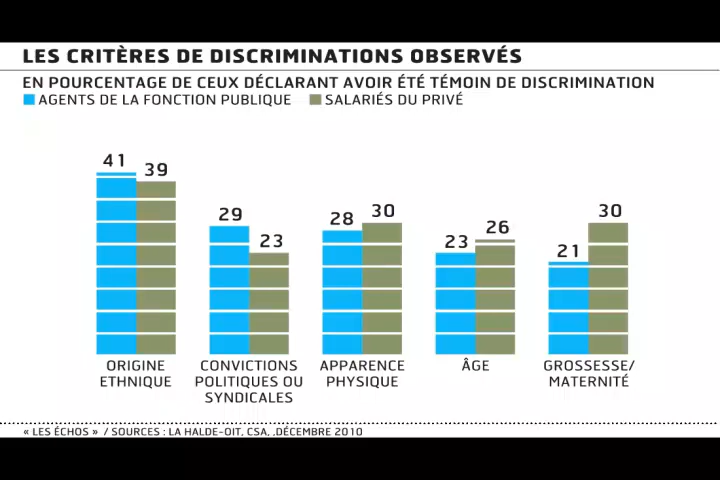 LES CRITÈRES DE DISCRIMINATIONS OBSERVÉS
EN POURCENTAGE DE CEUX DÉCLARANT AVOIR ÉTÉ TÉMOIN DE DISCRIMINATION
AGENTS DE LA FONCTION PUBLIQUE SALARIÉS DU PRIVÉ
41 39 29 23 28 30 23 26 21 30
ORIGINE ETHNIQUE
CONVICTIONS POLITIQUES OU SYNDICALES
APPARENCE PHYSIQUE
ÂGE
GROSSESSE/ MATERNITÉ
« LES ÉCHOS » / SOURCES : LA HALDE-OIT, CSA, ,DÉCEMBRE 2010